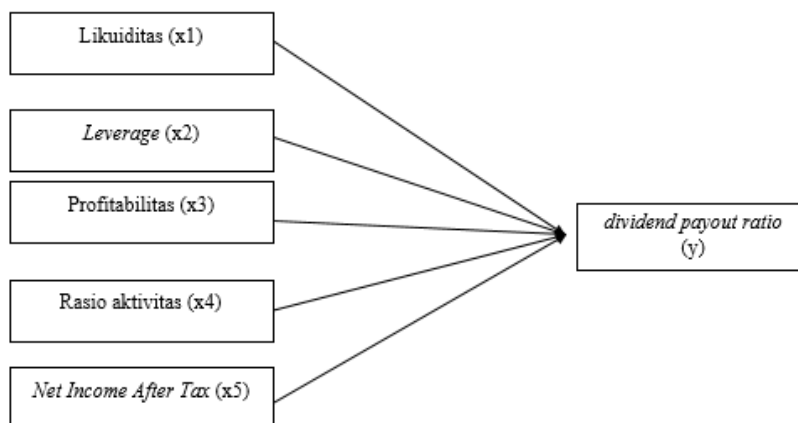 Likuiditas (x1)
Leverage (x2)
Profitabilitas (x3)
Rasio aktivitas (x4)
Net Income After Tax (x5)
dividend payout ratio
(y)